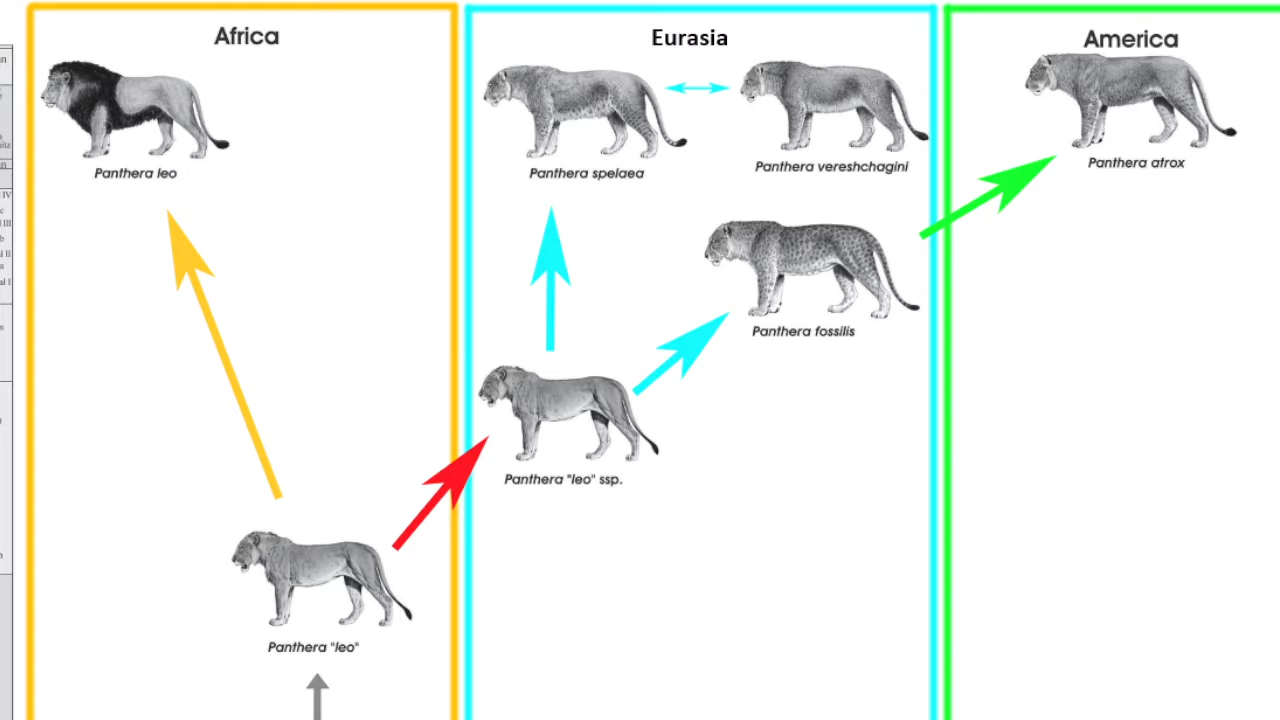 Africa
Eurasia
America
Panthera leo
Panthera spelaea
Panthera vereshchagini
Panthera atrox
Panthera fossilis
Panthera "leo" ssp.
Panthera "leo"